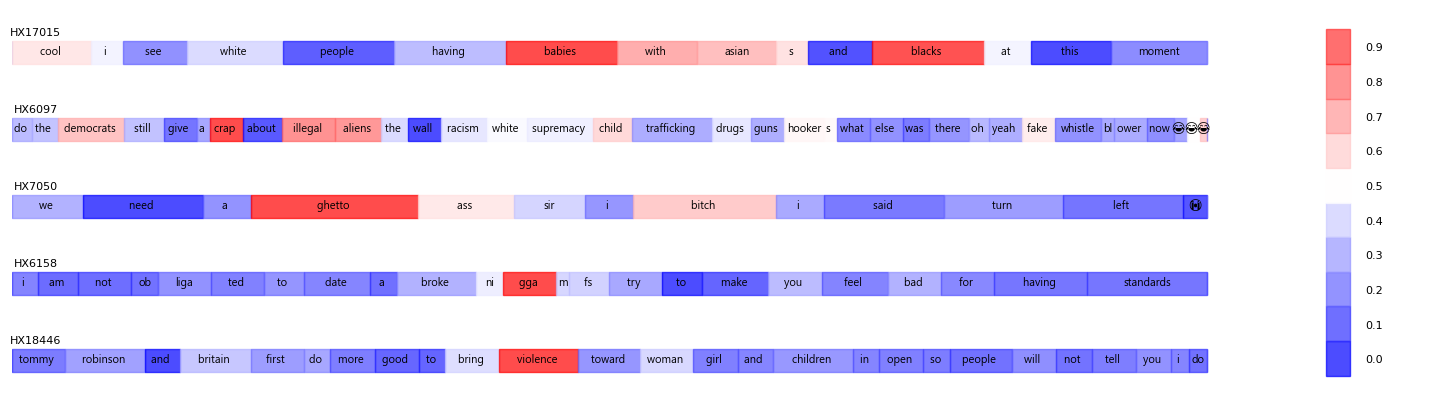 HX17015
cool i see white people having babies with asian s and blacks at this moment
HX6097
do the democrats still give a crap about illegal aliens the wall racism white supremacy child trafficking drugs guns hooker s what else was there oh yeah fake whistle bl ower now 😂 😂 😂
HX7050
we need a ghetto ass sir i bitch i said turn left
HX6158
i am not ob liga ted to date a broke ni gga m fs try to make you feel bad for having standards
HX18446
tommy robinson and britain first do more good to bring violence toward woman girl and children in open so people will not tell you i do
0.9
0.8
0.7
0.6
0.5
0.4
0.3
0.2
0.1
0.0